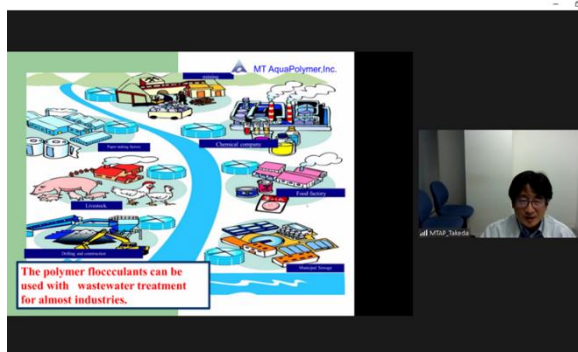 MT AquaPolymer,Inc.
Paper-making factory
Chemical company
Livestock
Food factory
Drilling and construction
Municipal Sewage
The polymer floccculants can be
used with wastewater treatment
for almost industries.
MTAP_Takeda